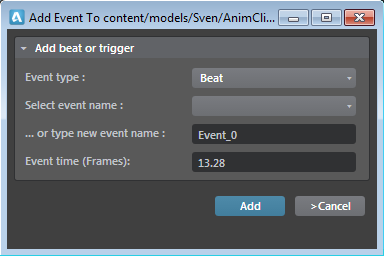 Add Event To content/models/Sven/AnimCli...
Add beat or trigger
Event type :
Beat
Select event name :
... or type new event name :
Event_0
Event time (Frames):
13.28
Add
>Cancel